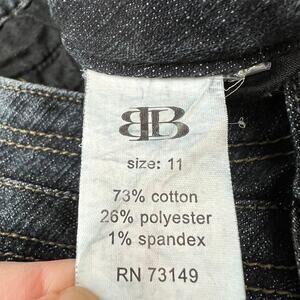 BB
size: 11
73% cotton
26% polyester
1% spandex
RN 73149